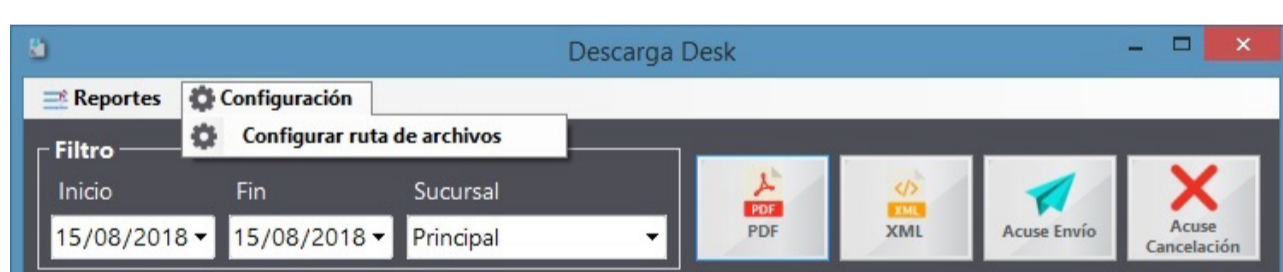 Descarga Desk
Reportes Configuración
Configurar ruta de archivos
Filtro
Inicio Fin Sucursal
15/08/2018 15/08/2018 Principal
PDF
PDF
</>
XML
XML
Acuse Envío
Acuse
Cancelación